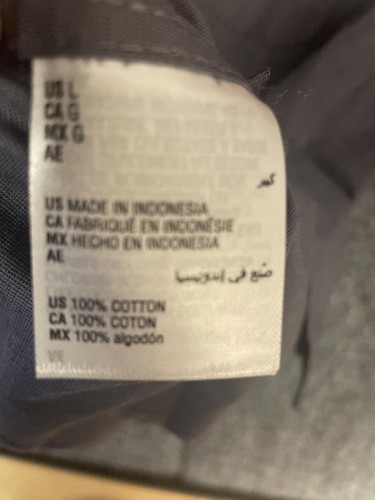 US L
CA G
MX G
AE
كبير
US MADE IN INDONESIA
CA FABRIQUÉ EN INDONÉSIE
MX HECHO EN INDONESIA
AE
صنع في إندونيسيا
US 100% COTTON
CA 100% COTON
MX 100% algodón